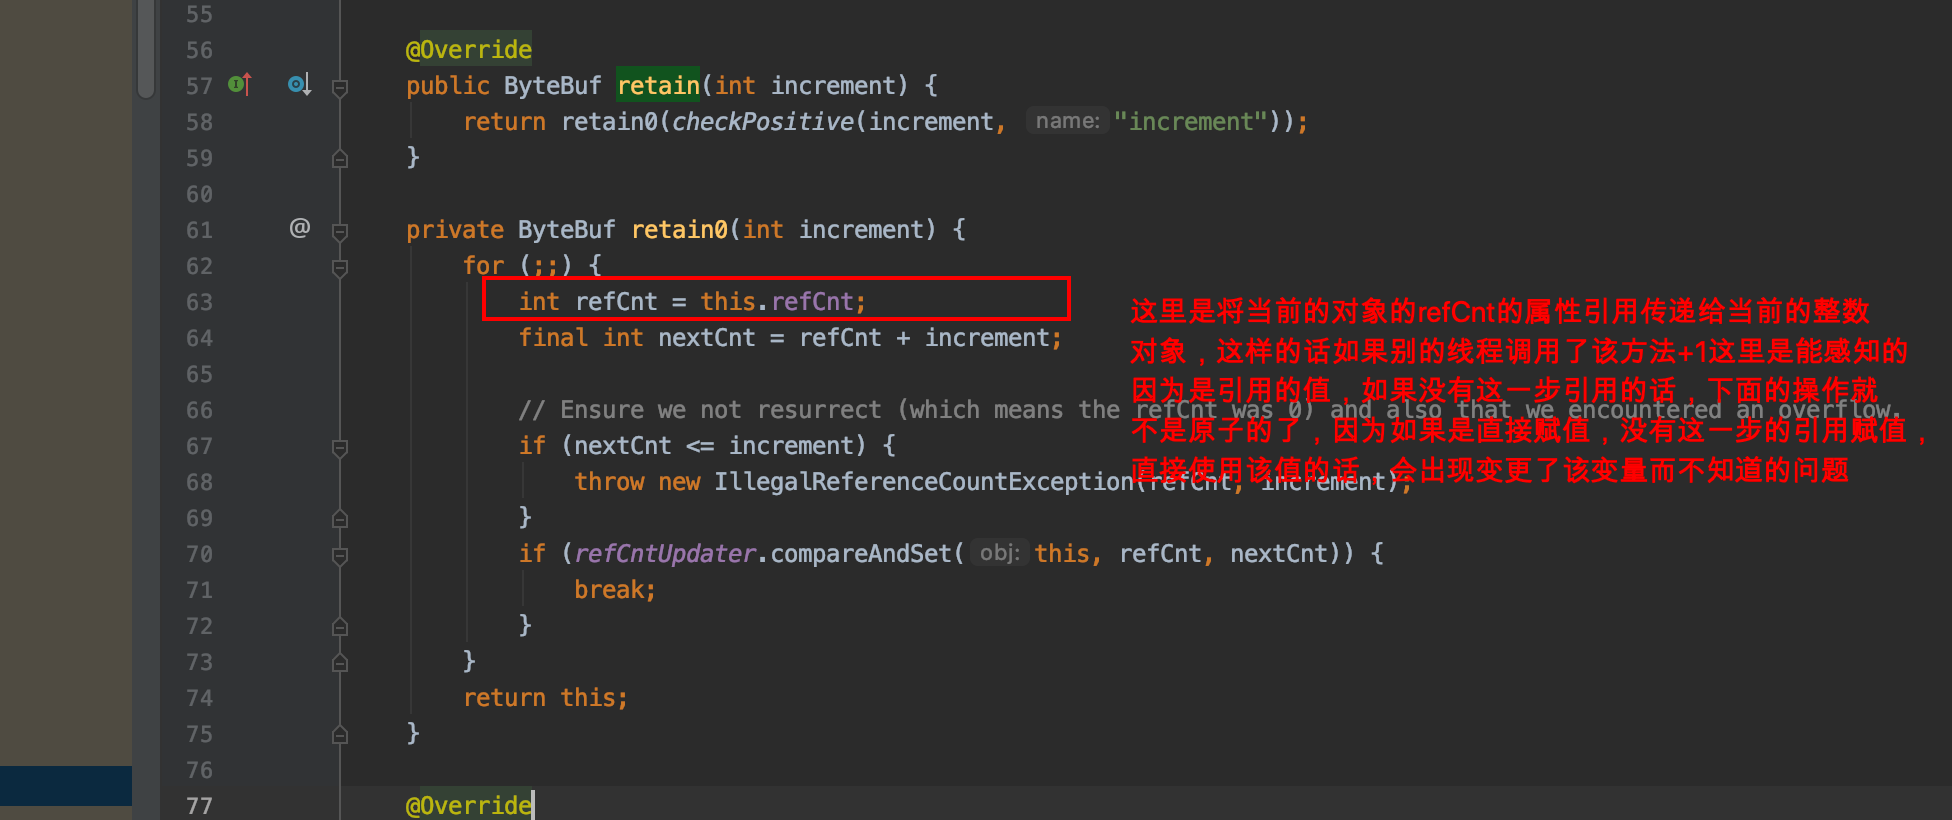 55
56 @Override
57 public ByteBuf retain(int increment) {
58 return retain0(checkPositive(increment, name: "increment"));
59 }
60
61 @ private ByteBuf retain0(int increment) {
62 for (;;) {
63 int refCnt = this.refCnt;
这里是将当前的对象的refCnt的属性引用传递给当前的整数
64 final int nextCnt = refCnt + increment;
对象，这样的话如果别的线程调用了该方法+1这里是能感知的
65
因为是引用的值，如果没有这一步引用的话，下面的操作就
66 // Ensure we not resurrect (which means the refCnt was 0) and also that we encountered an overflow.
不是原子的了，因为如果是直接赋值，没有这一步的引用赋值，
67 if (nextCnt <= increment) {
直接使用该值的话，会出现变更了该变量而不知道的问题
68 throw new IllegalReferenceCountException(refCnt, increment);
69 }
70 if (refCntUpdater.compareAndSet( obj: this, refCnt, nextCnt)) {
71 break;
72 }
73 }
74 return this;
75 }
76
77 @Override